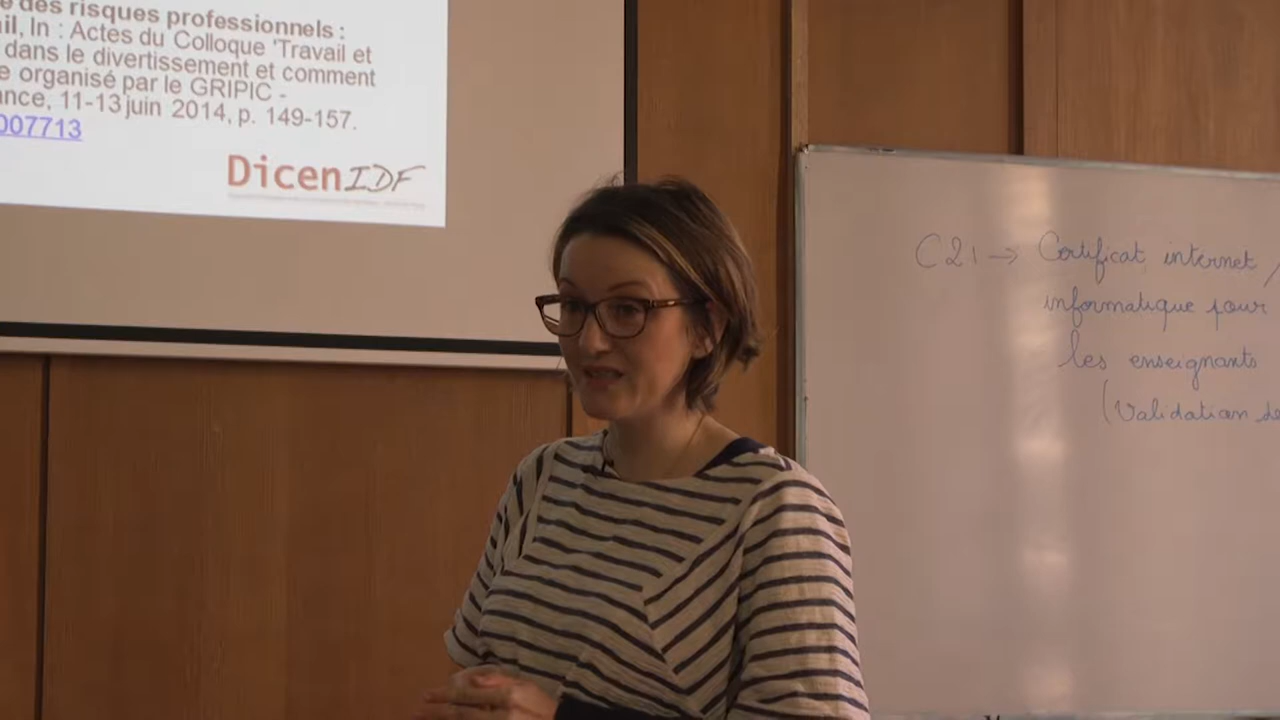 e des risques professionnels :
ail, In : Actes du Colloque 'Travail et
dans le divertissement et comment
e organisé par le GRIPIC -
ance, 11-13 juin 2014, p. 149-157.
007713
DicenIDF
C2i → Certificat internet /
informatique pour
les enseignants
(Validation de